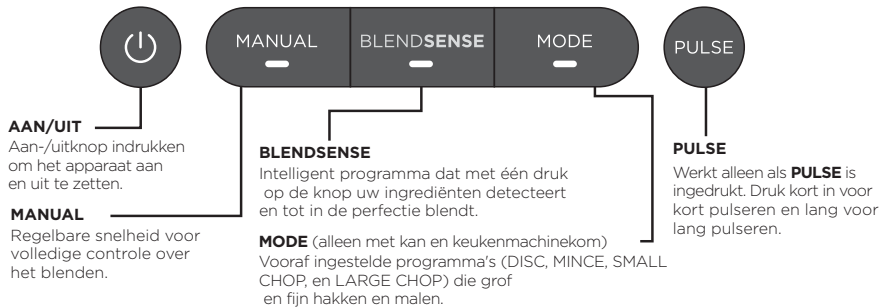 MANUAL
BLENDSENSE
MODE
PULSE
AAN/UIT
Aan-/uitknop indrukken
om het apparaat aan
en uit te zetten.
MANUAL
Regelbare snelheid voor
volledige controle over
het blenden.
BLENDSENSE
Intelligent programma dat met één druk
op de knop uw ingrediënten detecteert
en tot in de perfectie blendt.
MODE (alleen met kan en keukenmachinekom)
Vooraf ingestelde programma's (DISC, MINCE, SMALL
CHOP, en LARGE CHOP) die grof
en fijn hakken en malen.
PULSE
Werkt alleen als PULSE is
ingedrukt. Druk kort in voor
kort pulseren en lang voor
lang pulseren.